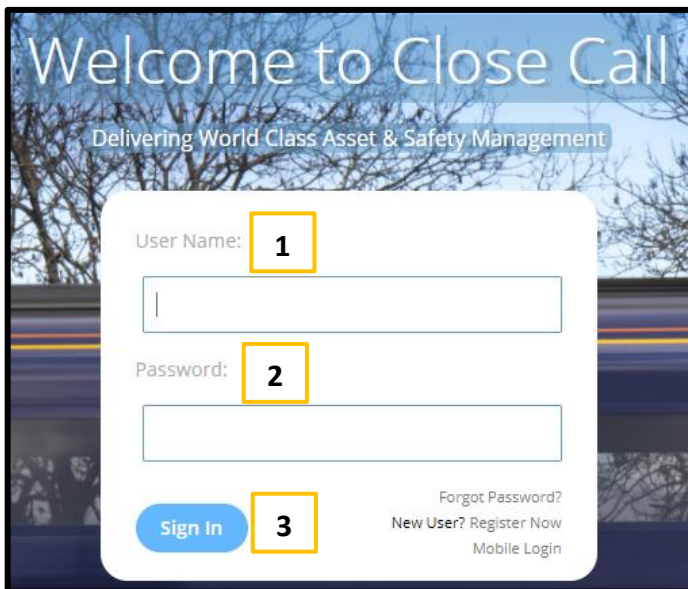 Welcome to Close Call
Delivering World Class Asset & Safety Management
User Name: 1
Password: 2
Sign In 3
Forgot Password?
New User? Register Now
Mobile Login